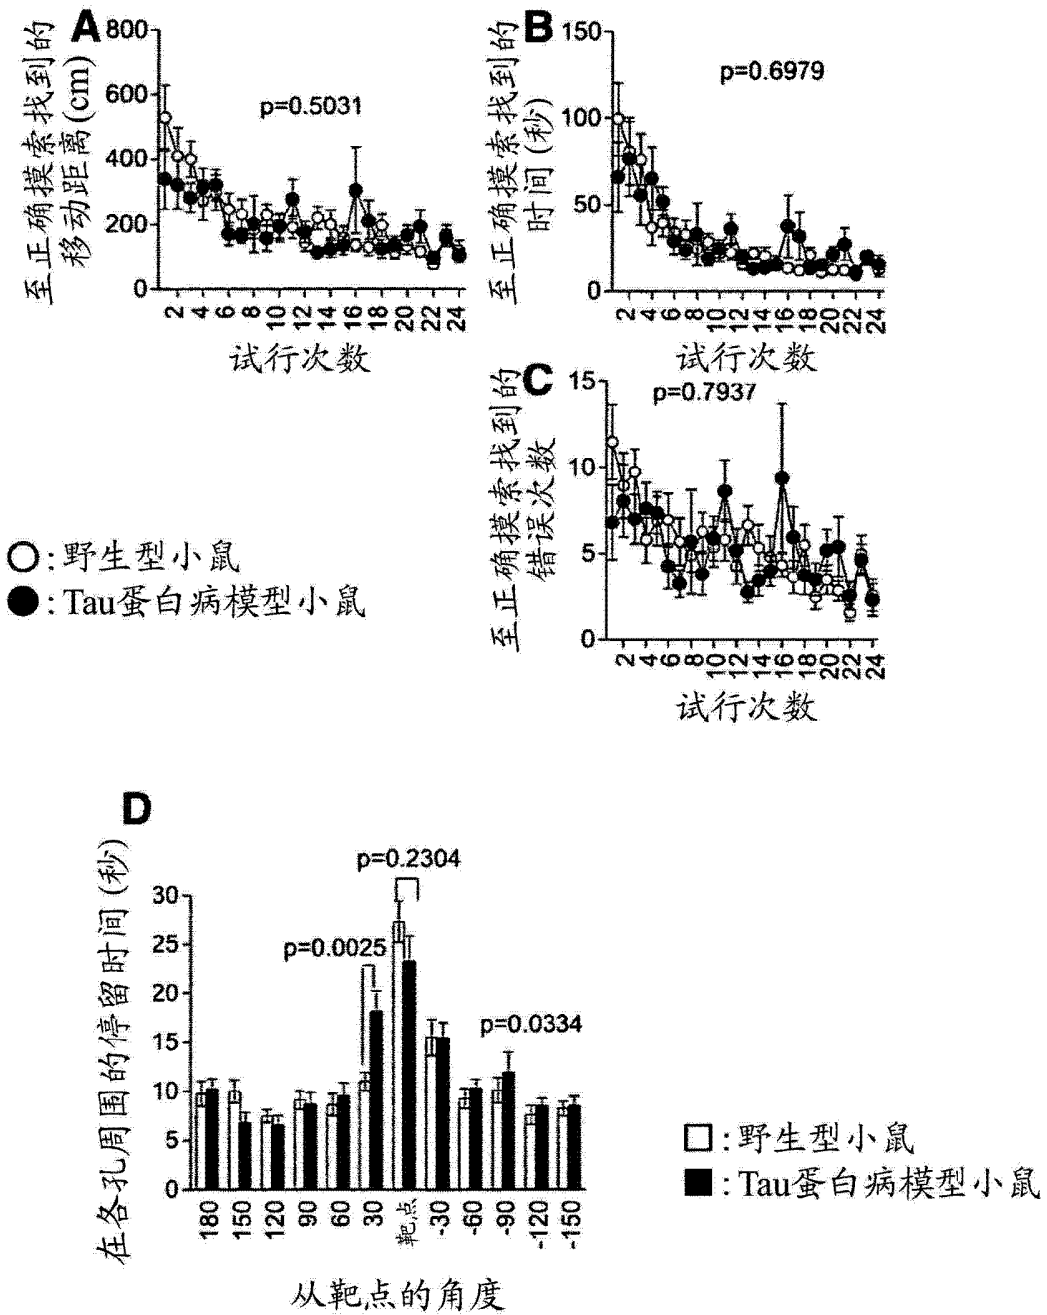 A
至正确摸索找到的
移动距离(cm)
800
600
400
200
0
p=0.5031
2 4 6 8 10 12 14 16 18 20 22 24
试行次数
B
至正确摸索找到的
时间(秒)
150
100
50
0
p=0.6979
2 4 6 8 10 12 14 16 18 20 22 24
试行次数
C
至正确摸索找到的
错误次数
15
10
5
0
p=0.7937
2 4 6 8 10 12 14 16 18 20 22 24
试行次数
○:野生型小鼠
●:Tau蛋白病模型小鼠
D
在各孔周围的停留时间(秒)
30
25
20
15
10
5
0
p=0.2304
p=0.0025
p=0.0334
180 150 120 90 60 30 靶点 -30 -60 -90 -120 -150
从靶点的角度
□:野生型小鼠
■:Tau蛋白病模型小鼠